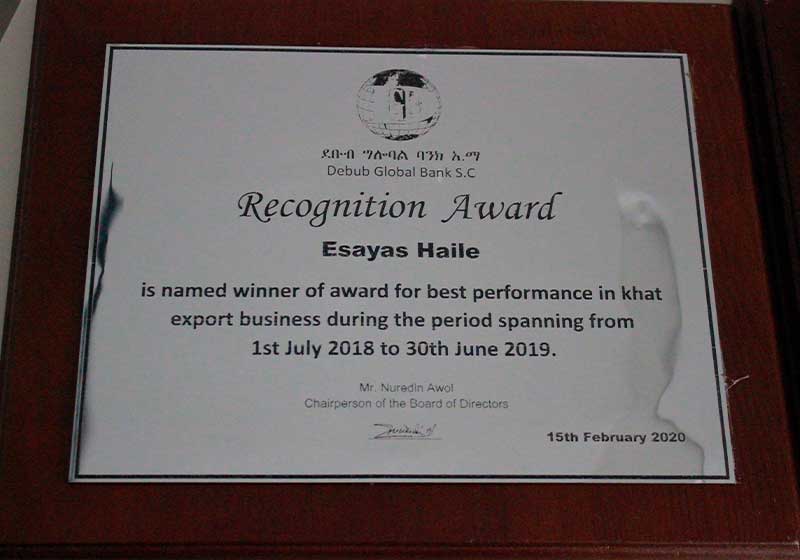 ደቡብ ግሎባል ባንክ አ.ማ
Debub Global Bank S.C
Recognition Award
Esayas Haile
is named winner of award for best performance in khat
export business during the period spanning from
1st July 2018 to 30th June 2019.
Mr. Nuredin Awol
Chairperson of the Board of Directors
15th February 2020